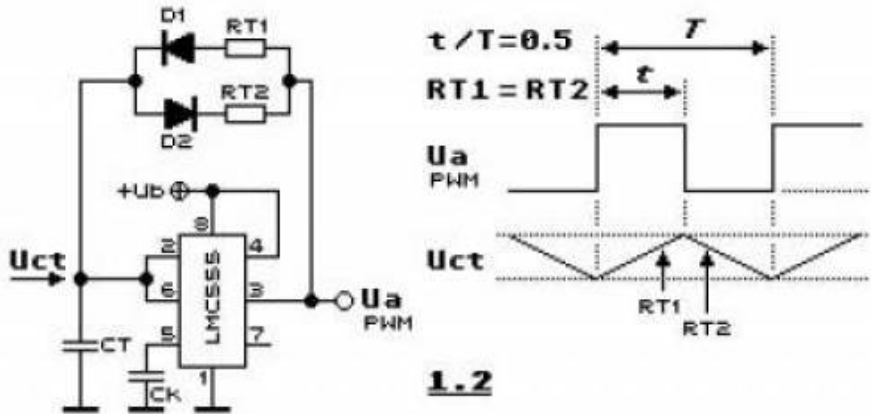 D1
RT1
RT2
D2
+Ub
8
2
4
Uct
6
3
LMC555
Ua
PWM
5
7
CT
1
CK
t/T=0.5
T
RT1=RT2
t
Ua
PWM
Uct
RT1
RT2
1.2